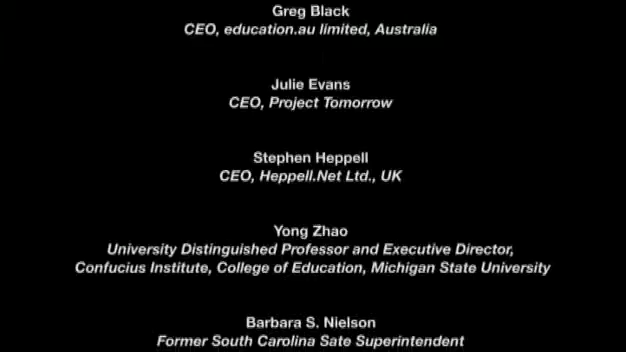 Greg Black
CEO, education.au limited, Australia
Julie Evans
CEO, Project Tomorrow
Stephen Heppell
CEO, Heppell.Net Ltd., UK
Yong Zhao
University Distinguished Professor and Executive Director,
Confucius Institute, College of Education, Michigan State University
Barbara S. Nielson
Former South Carolina Sate Superintendent